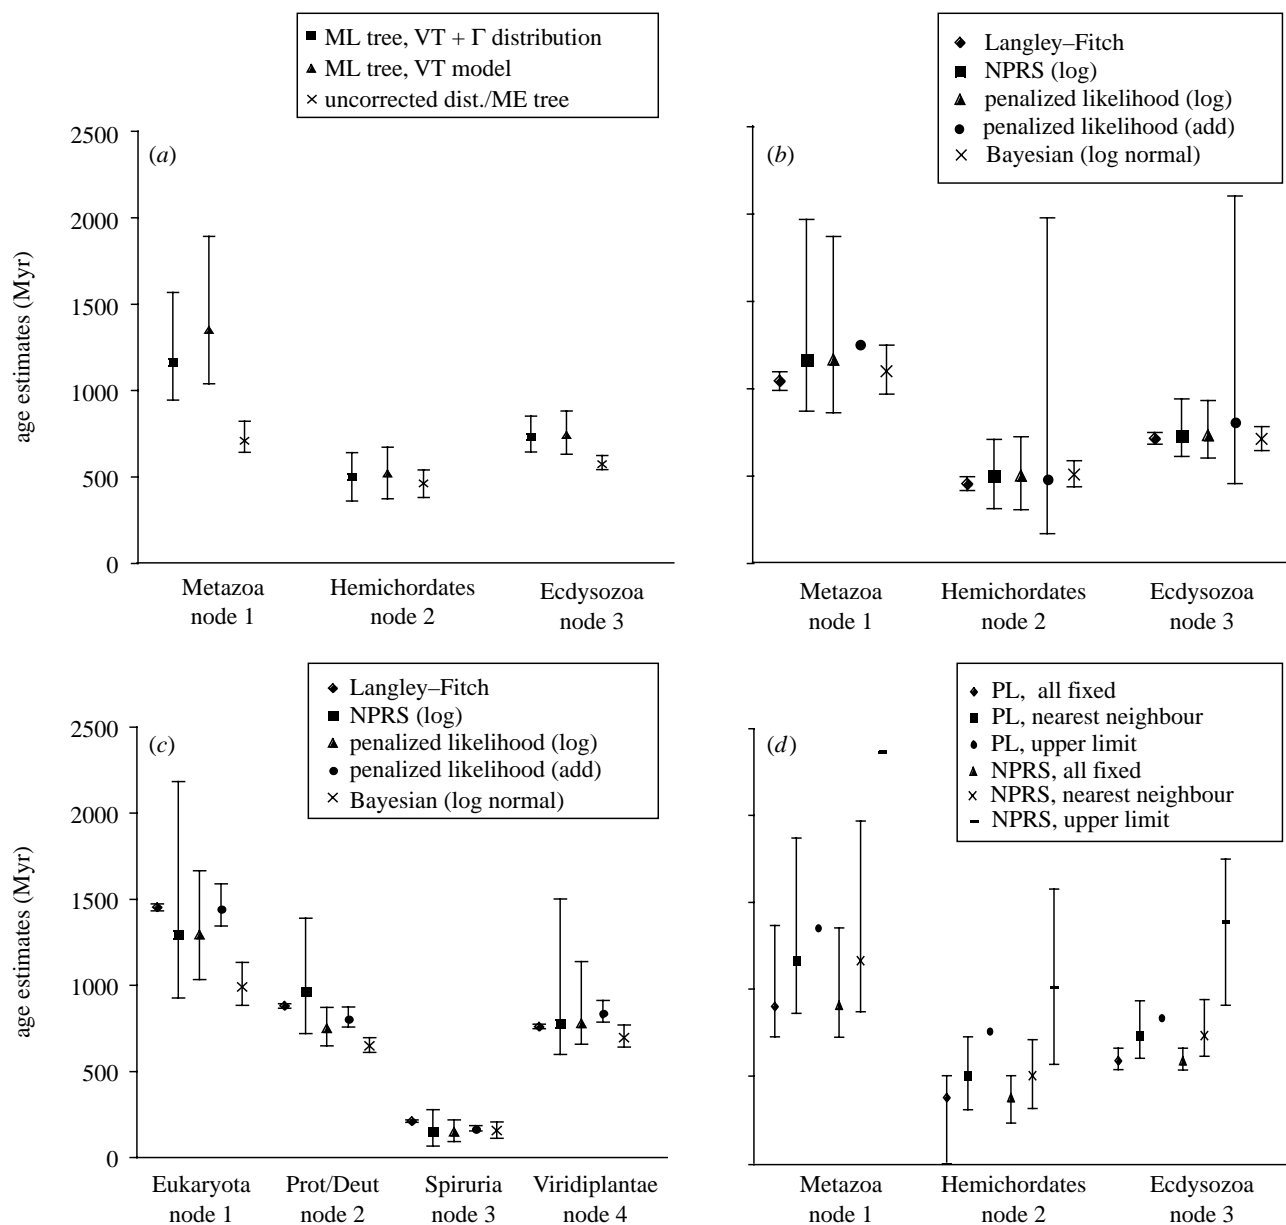 ML tree, VT + Γ distribution
ML tree, VT model
uncorrected dist./ME tree
(a)
2500
2000
1500
1000
500
0
age estimates (Myr)
Metazoa
node 1
Hemichordates
node 2
Ecdysozoa
node 3
Langley–Fitch
NPRS (log)
penalized likelihood (log)
penalized likelihood (add)
Bayesian (log normal)
(b)
Metazoa
node 1
Hemichordates
node 2
Ecdysozoa
node 3
Langley–Fitch
NPRS (log)
penalized likelihood (log)
penalized likelihood (add)
Bayesian (log normal)
(c)
2500
2000
1500
1000
500
0
age estimates (Myr)
Eukaryota
node 1
Prot/Deut
node 2
Spiruria
node 3
Viridiplantae
node 4
PL, all fixed
PL, nearest neighbour
PL, upper limit
NPRS, all fixed
NPRS, nearest neighbour
NPRS, upper limit
(d)
Metazoa
node 1
Hemichordates
node 2
Ecdysozoa
node 3